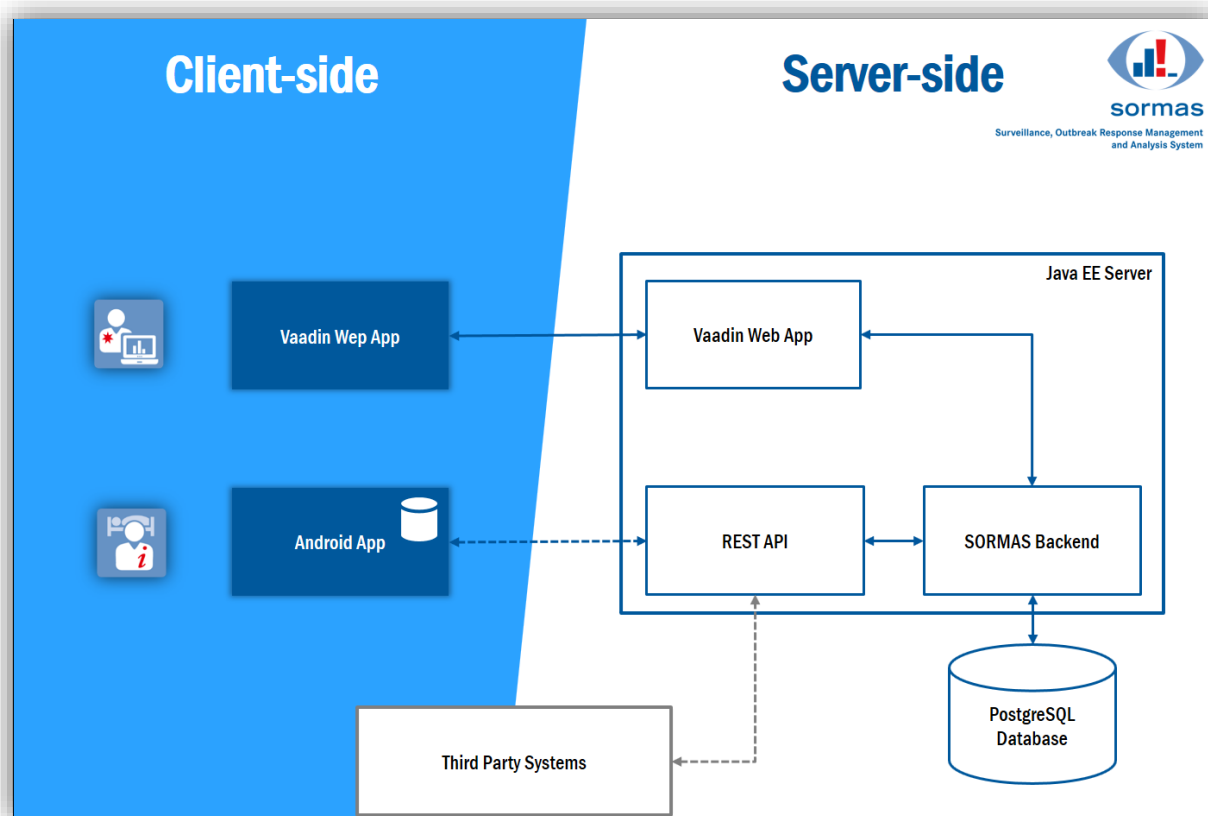 Client-side
Server-side
sormas
Surveillance, Outbreak Response Management
and Analysis System
Java EE Server
Vaadin Wep App
Vaadin Web App
Android App
REST API
SORMAS Backend
PostgreSQL
Database
Third Party Systems